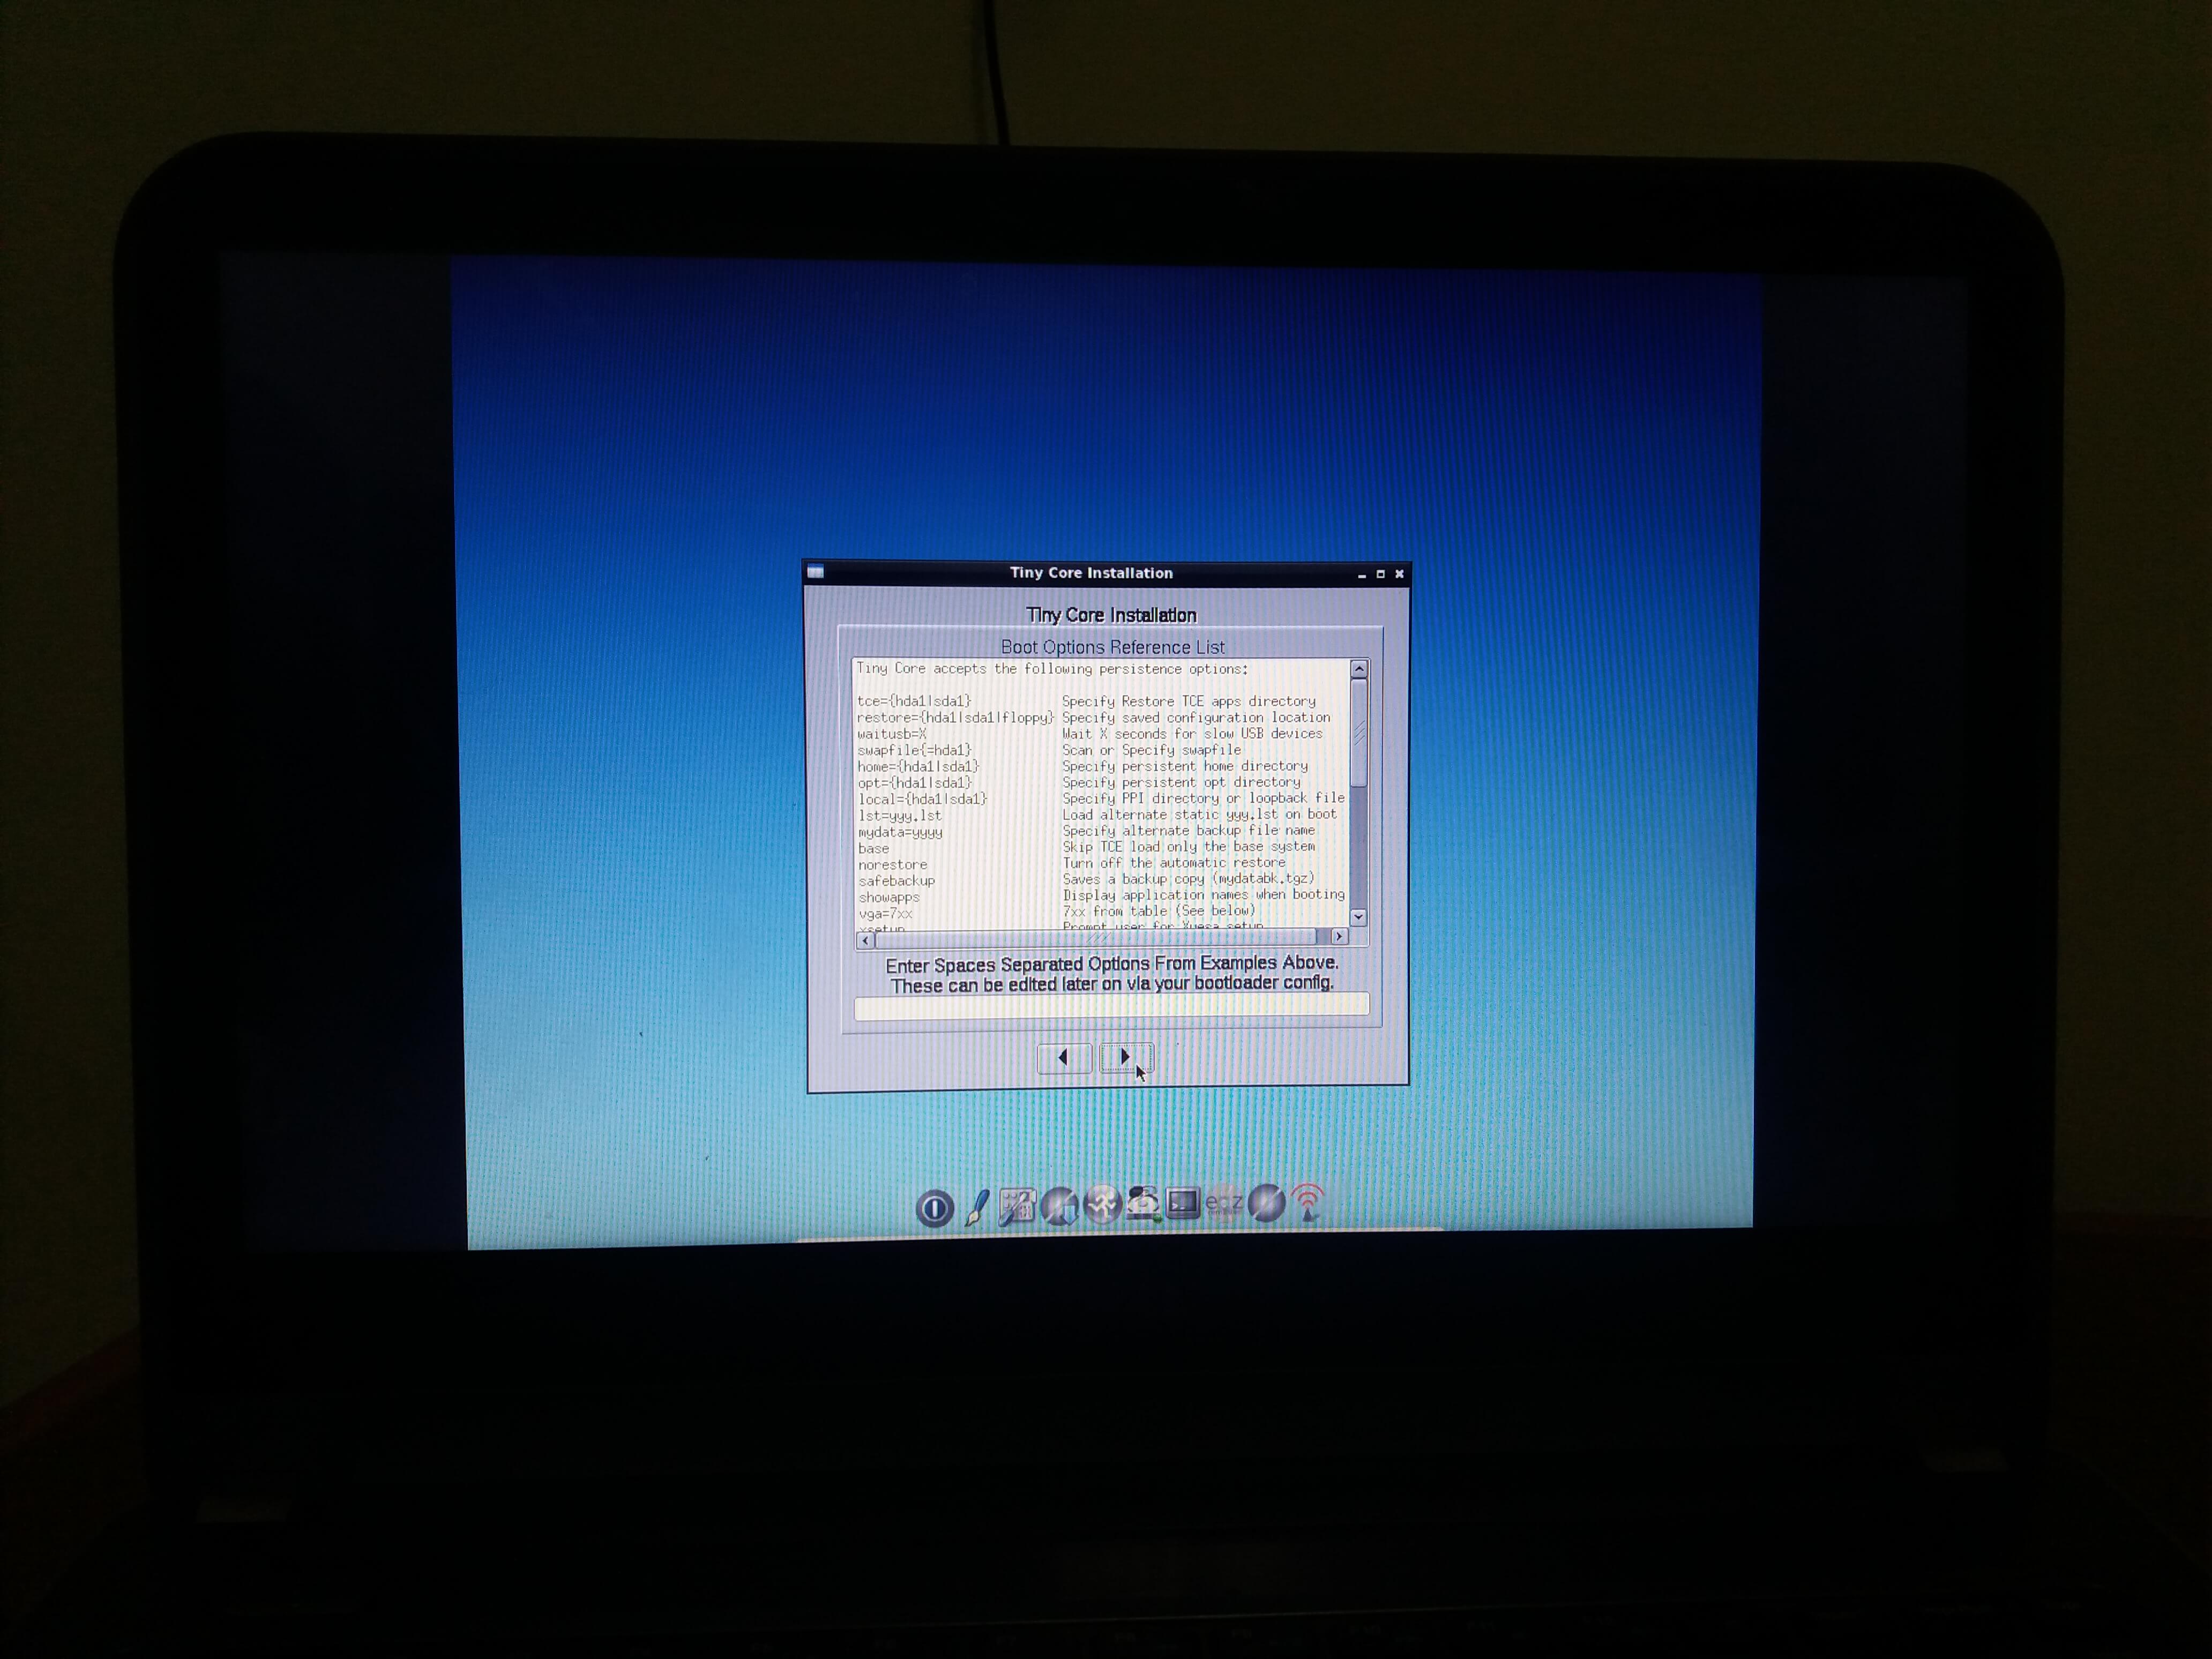 Tiny Core Installation
Tiny Core Installation
Boot Options Reference List
Tiny Core accepts the following persistence options:
tce={hda1|sda1} Specify Restore TCE apps directory
restore={hda1|sda1|floppy} Specify saved configuration location
waitusb=X Wait X seconds for slow USB devices
swapfile{=hda1} Scan or Specify swapfile
home={hda1|sda1} Specify persistent home directory
opt={hda1|sda1} Specify persistent opt directory
local={hda1|sda1} Specify PPI directory or loopback file
lst=yyy.lst Load alternate static yyy.lst on boot
mydata=yyyy Specify alternate backup file name
base Skip TCE load only the base system
norestore Turn off the automatic restore
safebackup Saves a backup copy (mydatabk.tgz)
showapps Display application names when booting
vga=7xx 7xx from table (See below)
xsetup Prompt user for Xvesa setup
Enter Spaces Separated Options From Examples Above.
These can be edited later on via your bootloader config.